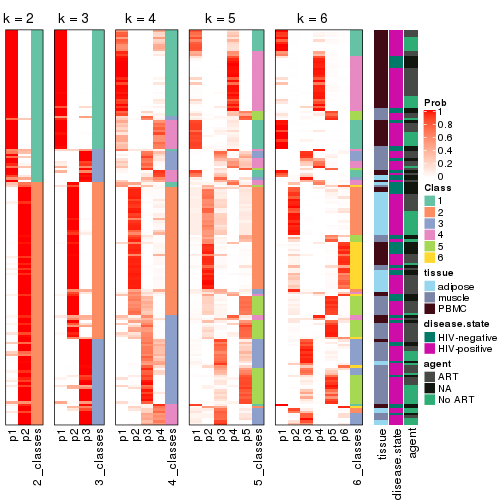 k = 2 k = 3 k = 4 k = 5 k = 6
Prob
1
0.8
0.6
0.4
0.2
0
Class
1
2
3
4
5
6
tissue
adipose
muscle
PBMC
disease.state
HIV-negative
HIV-positive
agent
ART
NA
No ART
p1 p2 2_classes p1 p2 p3 3_classes p1 p2 p3 p4 4_classes p1 p2 p3 p4 p5 5_classes p1 p2 p3 p4 p5 p6 6_classes tissue disease.state agent